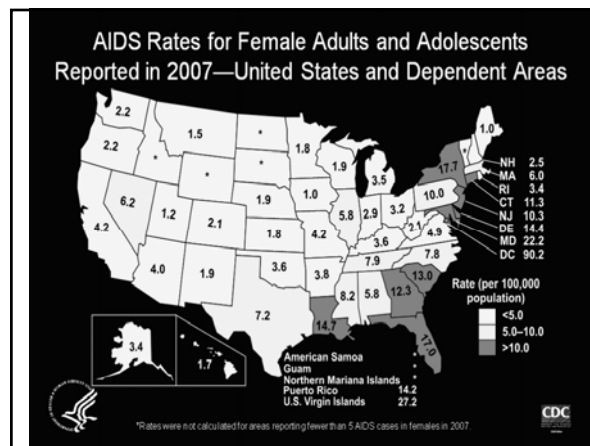 AIDS Rates for Female Adults and Adolescents
Reported in 2007—United States and Dependent Areas
2.2
1.5
*
1.8
1.0
2.2
*
*
*
1.9
3.5
17.7
NH 2.5
MA 6.0
RI 3.4
CT 11.3
NJ 10.3
DE 14.4
MD 22.2
DC 90.2
6.2
1.9
1.0
10.0
4.2
1.2
2.1
1.8
4.2
5.8
2.9
3.2
2.1
4.9
3.6
7.8
4.0
1.9
3.6
3.8
7.9
13.0
7.2
14.7
8.2
5.8
12.3
17.0
Rate (per 100,000
population)
<5.0
5.0–10.0
>10.0
3.4
*
1.7
American Samoa *
Guam *
Northern Mariana Islands *
Puerto Rico 14.2
U.S. Virgin Islands 27.2
*Rates were not calculated for areas reporting fewer than 5 AIDS cases in females in 2007.
CDC